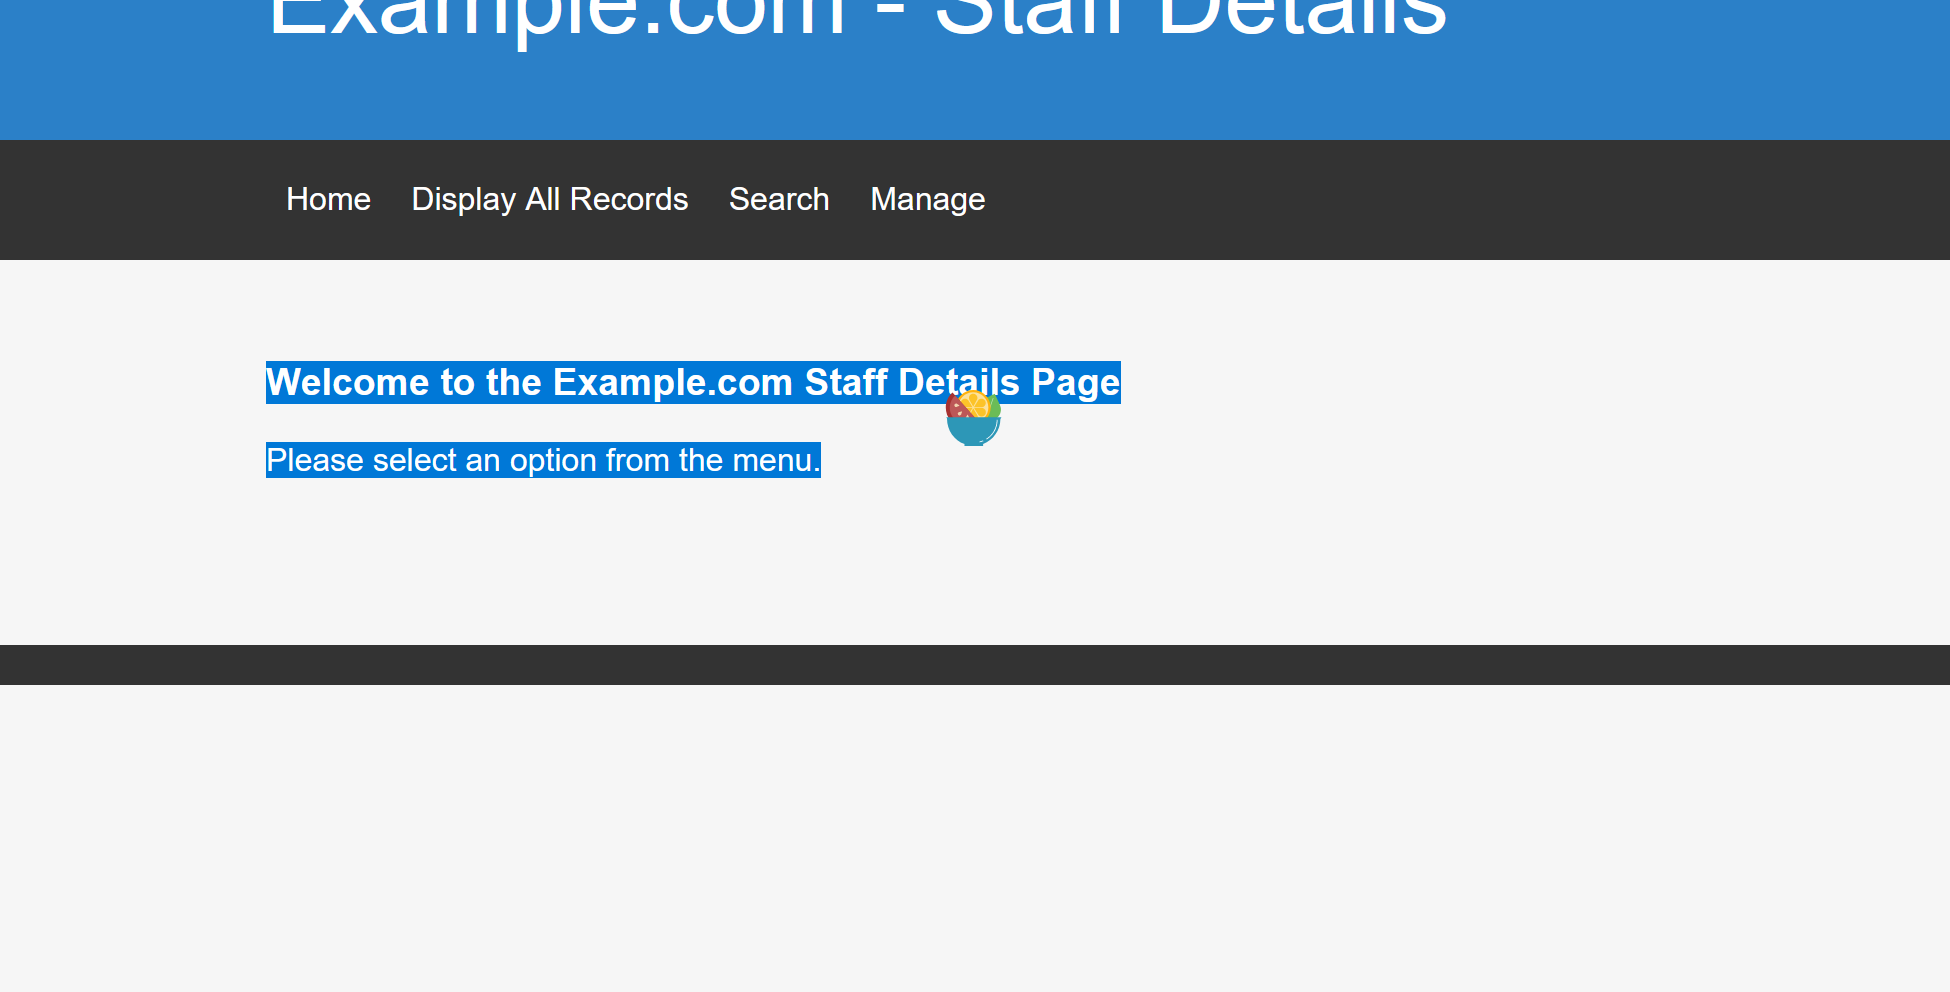 Example.com - Staff Details
Home Display All Records Search Manage
Welcome to the Example.com Staff Details Page
Please select an option from the menu.